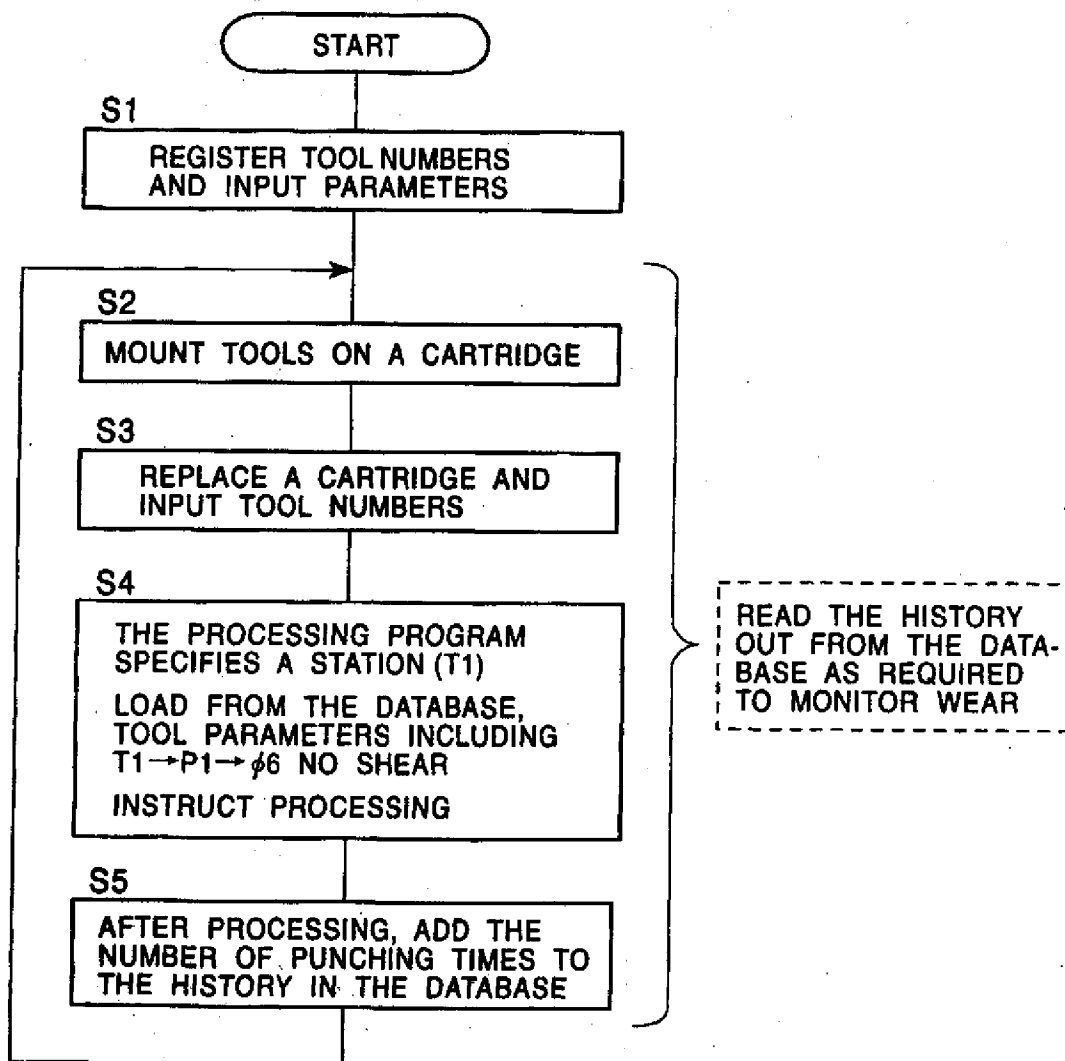 START
S1
REGISTER TOOL NUMBERS
AND INPUT PARAMETERS
S2
MOUNT TOOLS ON A CARTRIDGE
S3
REPLACE A CARTRIDGE AND
INPUT TOOL NUMBERS
S4
THE PROCESSING PROGRAM
SPECIFIES A STATION (T1)
LOAD FROM THE DATABASE,
TOOL PARAMETERS INCLUDING
T1→P1→ϕ6 NO SHEAR
INSTRUCT PROCESSING
S5
AFTER PROCESSING, ADD THE
NUMBER OF PUNCHING TIMES TO
THE HISTORY IN THE DATABASE
READ THE HISTORY
OUT FROM THE DATA-
BASE AS REQUIRED
TO MONITOR WEAR